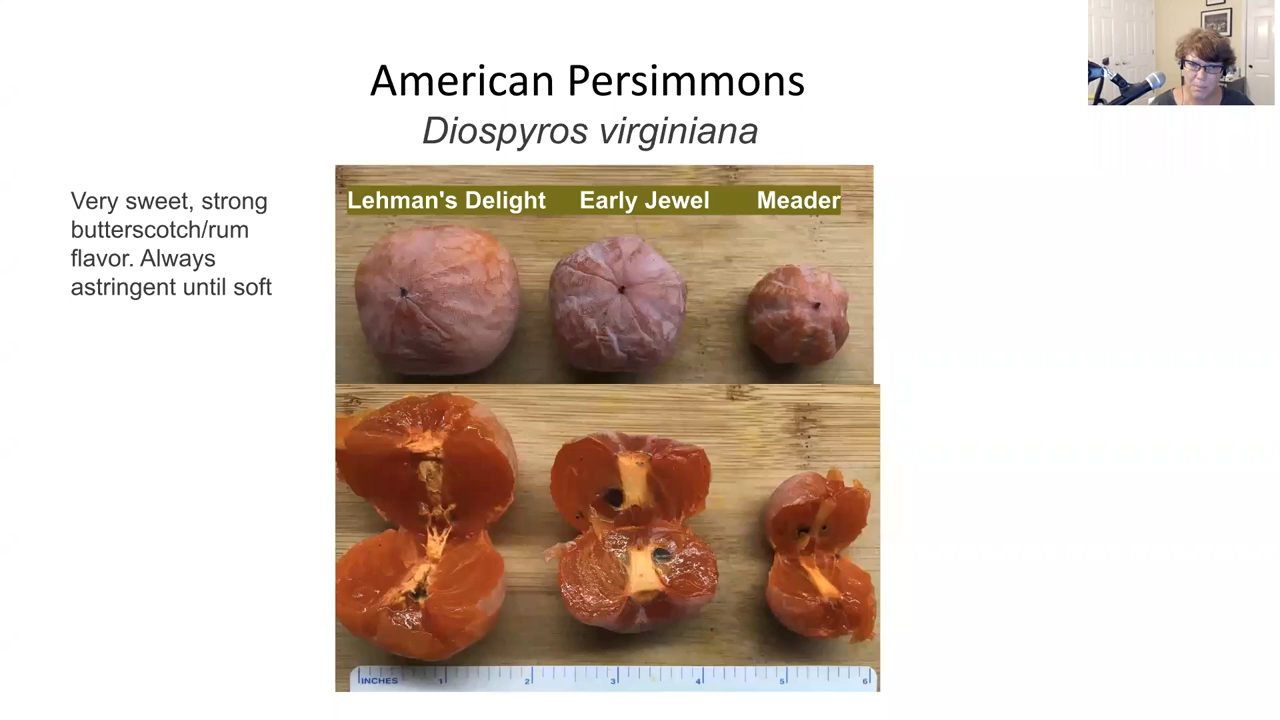 American Persimmons
Diospyros virginiana
Very sweet, strong
butterscotch/rum
flavor. Always
astringent until soft
Lehman's Delight Early Jewel Meader
INCHES 1 2 3 4 5 6